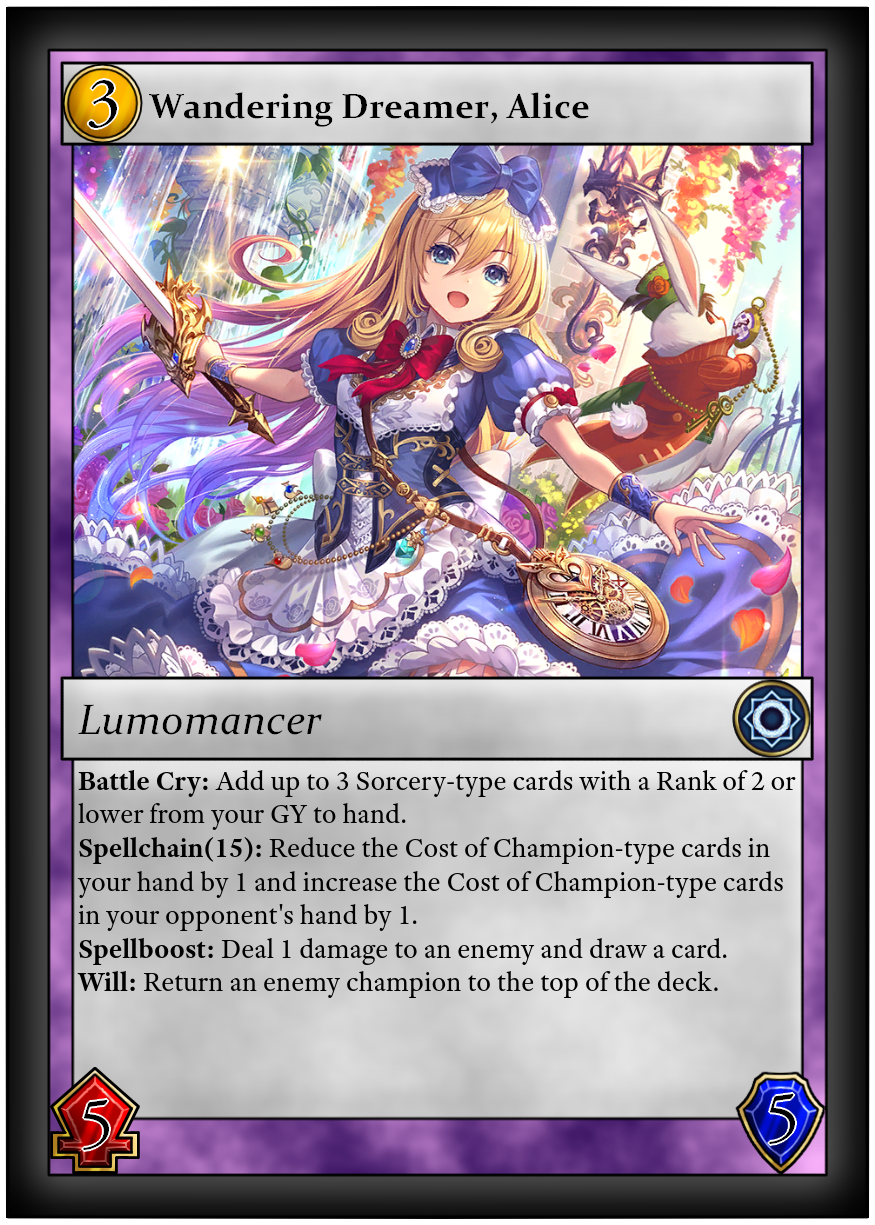 3 Wandering Dreamer, Alice
Lumomancer
Battle Cry: Add up to 3 Sorcery-type cards with a Rank of 2 or
lower from your GY to hand.
Spellchain(15): Reduce the Cost of Champion-type cards in
your hand by 1 and increase the Cost of Champion-type cards
in your opponent's hand by 1.
Spellboost: Deal 1 damage to an enemy and draw a card.
Will: Return an enemy champion to the top of the deck.
5 5